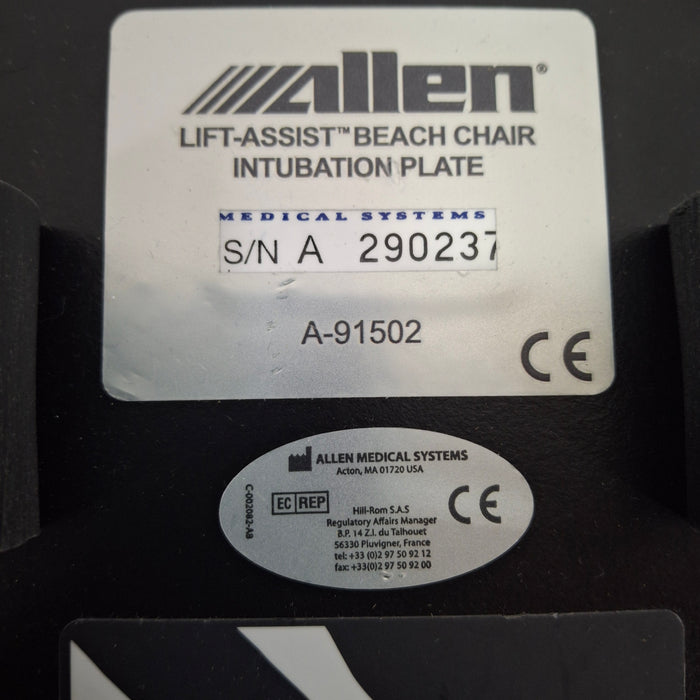 Allen®
LIFT-ASSIST™ BEACH CHAIR
INTUBATION PLATE
MEDICAL SYSTEMS
S/N A 290237
A-91502
CE
ALLEN MEDICAL SYSTEMS
Acton, MA 01720 USA
EC REP
CE
Hill-Rom S.A.S
Regulatory Affairs Manager
B.P. 14 Z.I. du Talhouet
56330 Pluvigner, France
tel: +33 (0)2 97 50 92 12
fax: +33(0)2 97 50 92 00
C-002082-AB